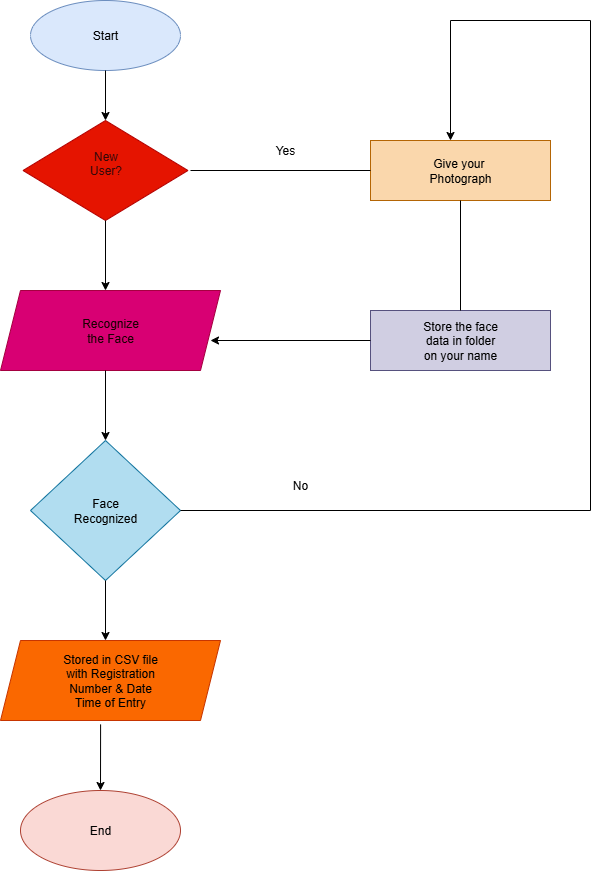 Start
New
User?
Yes
Give your
Photograph
Recognize
the Face
Store the face
data in folder
on your name
No
Face
Recognized
Stored in CSV file
with Registration
Number & Date
Time of Entry
End